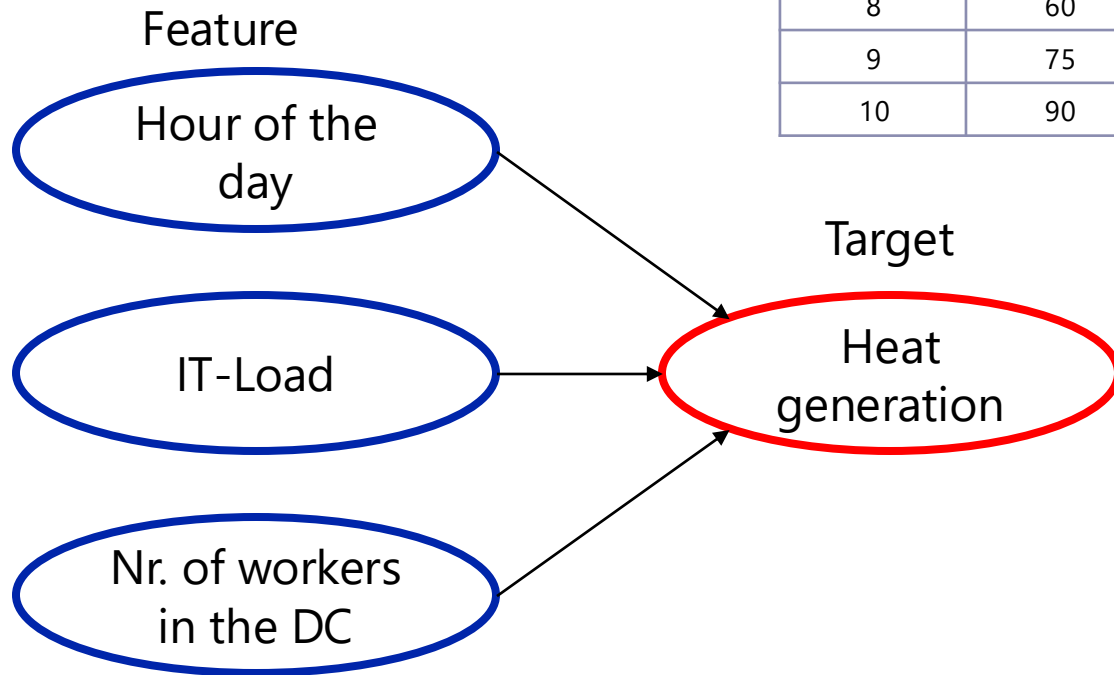 8 60
Feature
9 75
Hour of the
day
10 90
Target
Heat
generation
IT-Load
Nr. of workers
in the DC